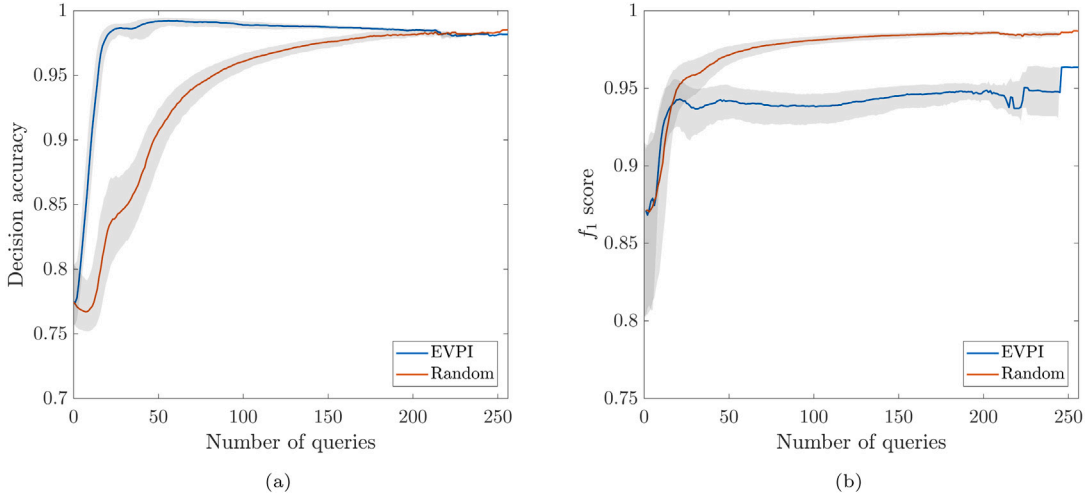 1
0.95
0.9
0.85
0.8
0.75
0.7
Decision accuracy
0 50 100 150 200 250
Number of queries
EVPI
Random
(a)
1
0.95
0.9
0.85
0.8
0.75
f1 score
0 50 100 150 200 250
Number of queries
EVPI
Random
(b)